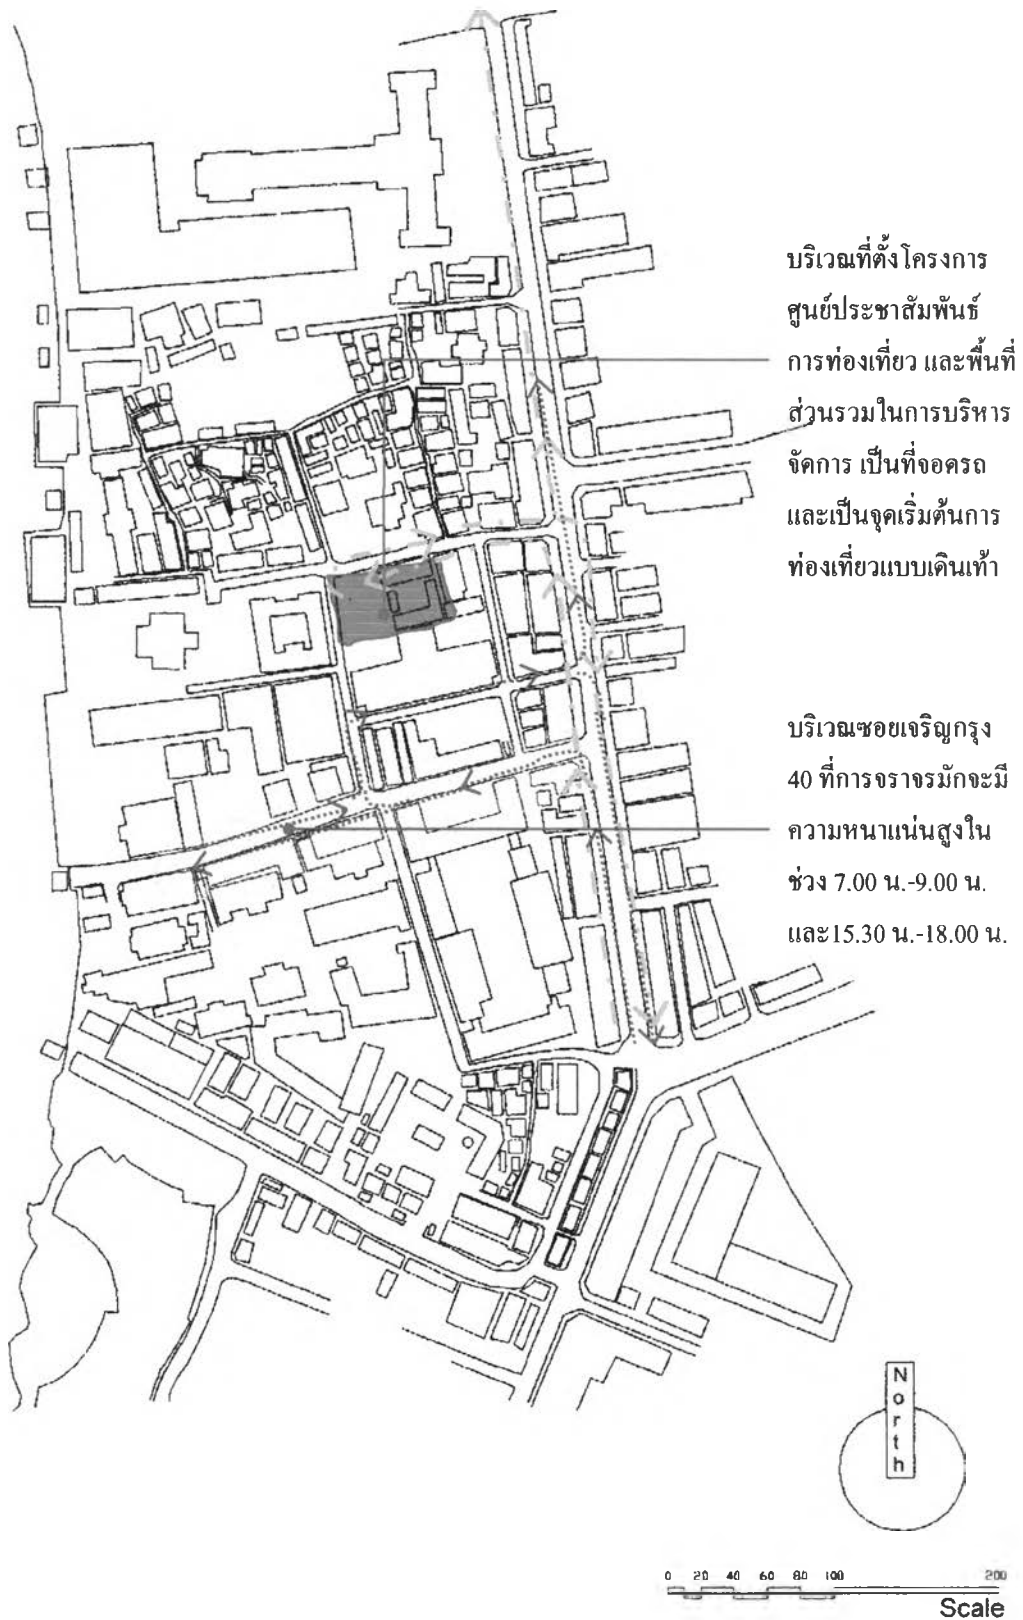 บริเวณที่ตั้งโครงการ
ศูนย์ประชาสัมพันธ์
การท่องเที่ยว และพื้นที่
ส่วนรวมในการบริหาร
จัดการ เป็นที่จอดรถ
และเป็นจุดเริ่มต้นการ
ท่องเที่ยวแบบเดินเท้า
บริเวณซอยเจริญกรุง
40 ที่การจราจรมักจะมี
ความหนาแน่นสูงใน
ช่วง 7.00 น.-9.00 น.
และ15.30 น.-18.00 น.
North
0 20 40 60 80 100 200
Scale